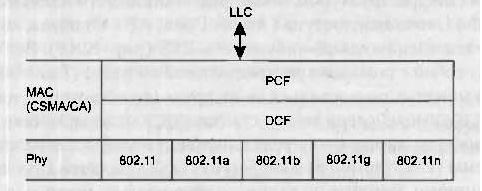 LLC
MAC
(CSMA/CA)
PCF
DCF
Phy 802.11 802.11a 802.11b 802.11g 802.11n